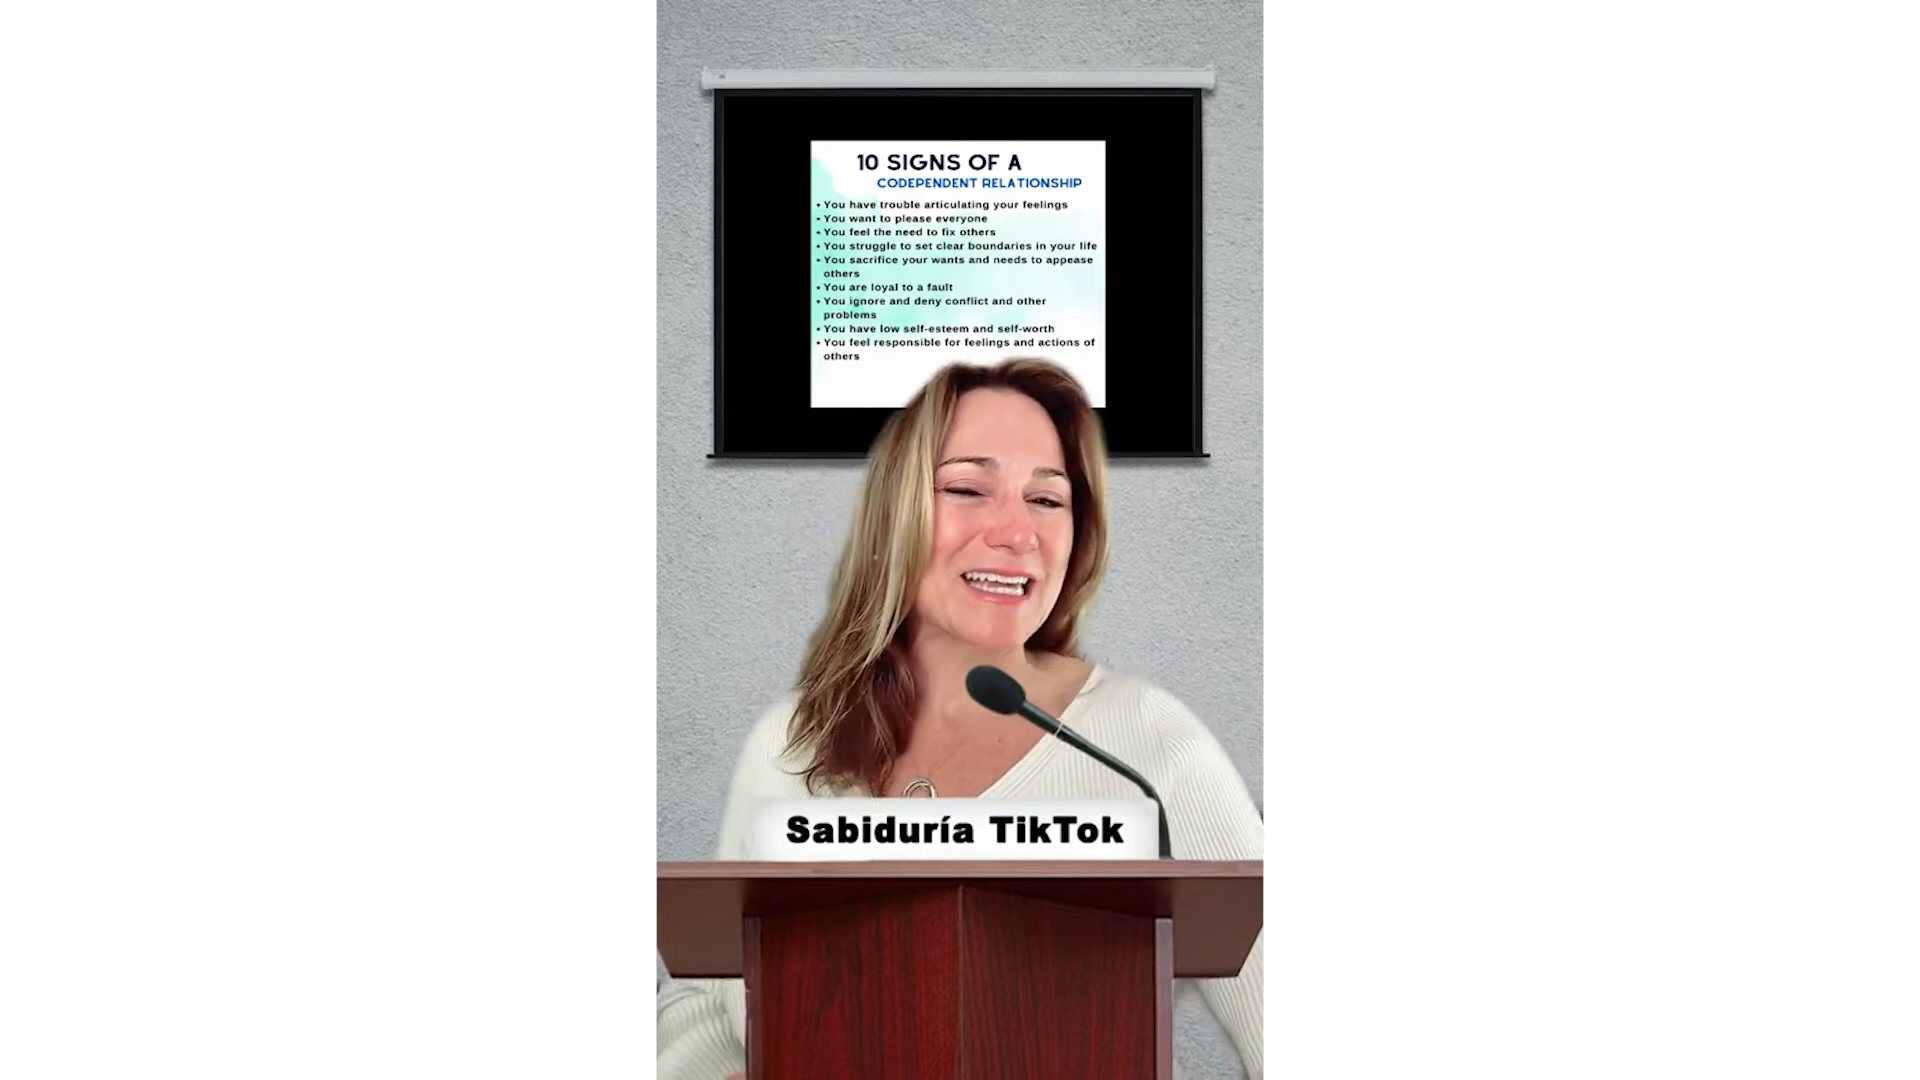 10 SIGNS OF A
CODEPENDENT RELATIONSHIP
• You have trouble articulating your feelings
• You want to please everyone
• You feel the need to fix others
• You struggle to set clear boundaries in your life
• You sacrifice your wants and needs to appease
others
• You are loyal to a fault
• You ignore and deny conflict and other
problems
• You have low self-esteem and self-worth
• You feel responsible for feelings and actions of
others
Sabiduría TikTok